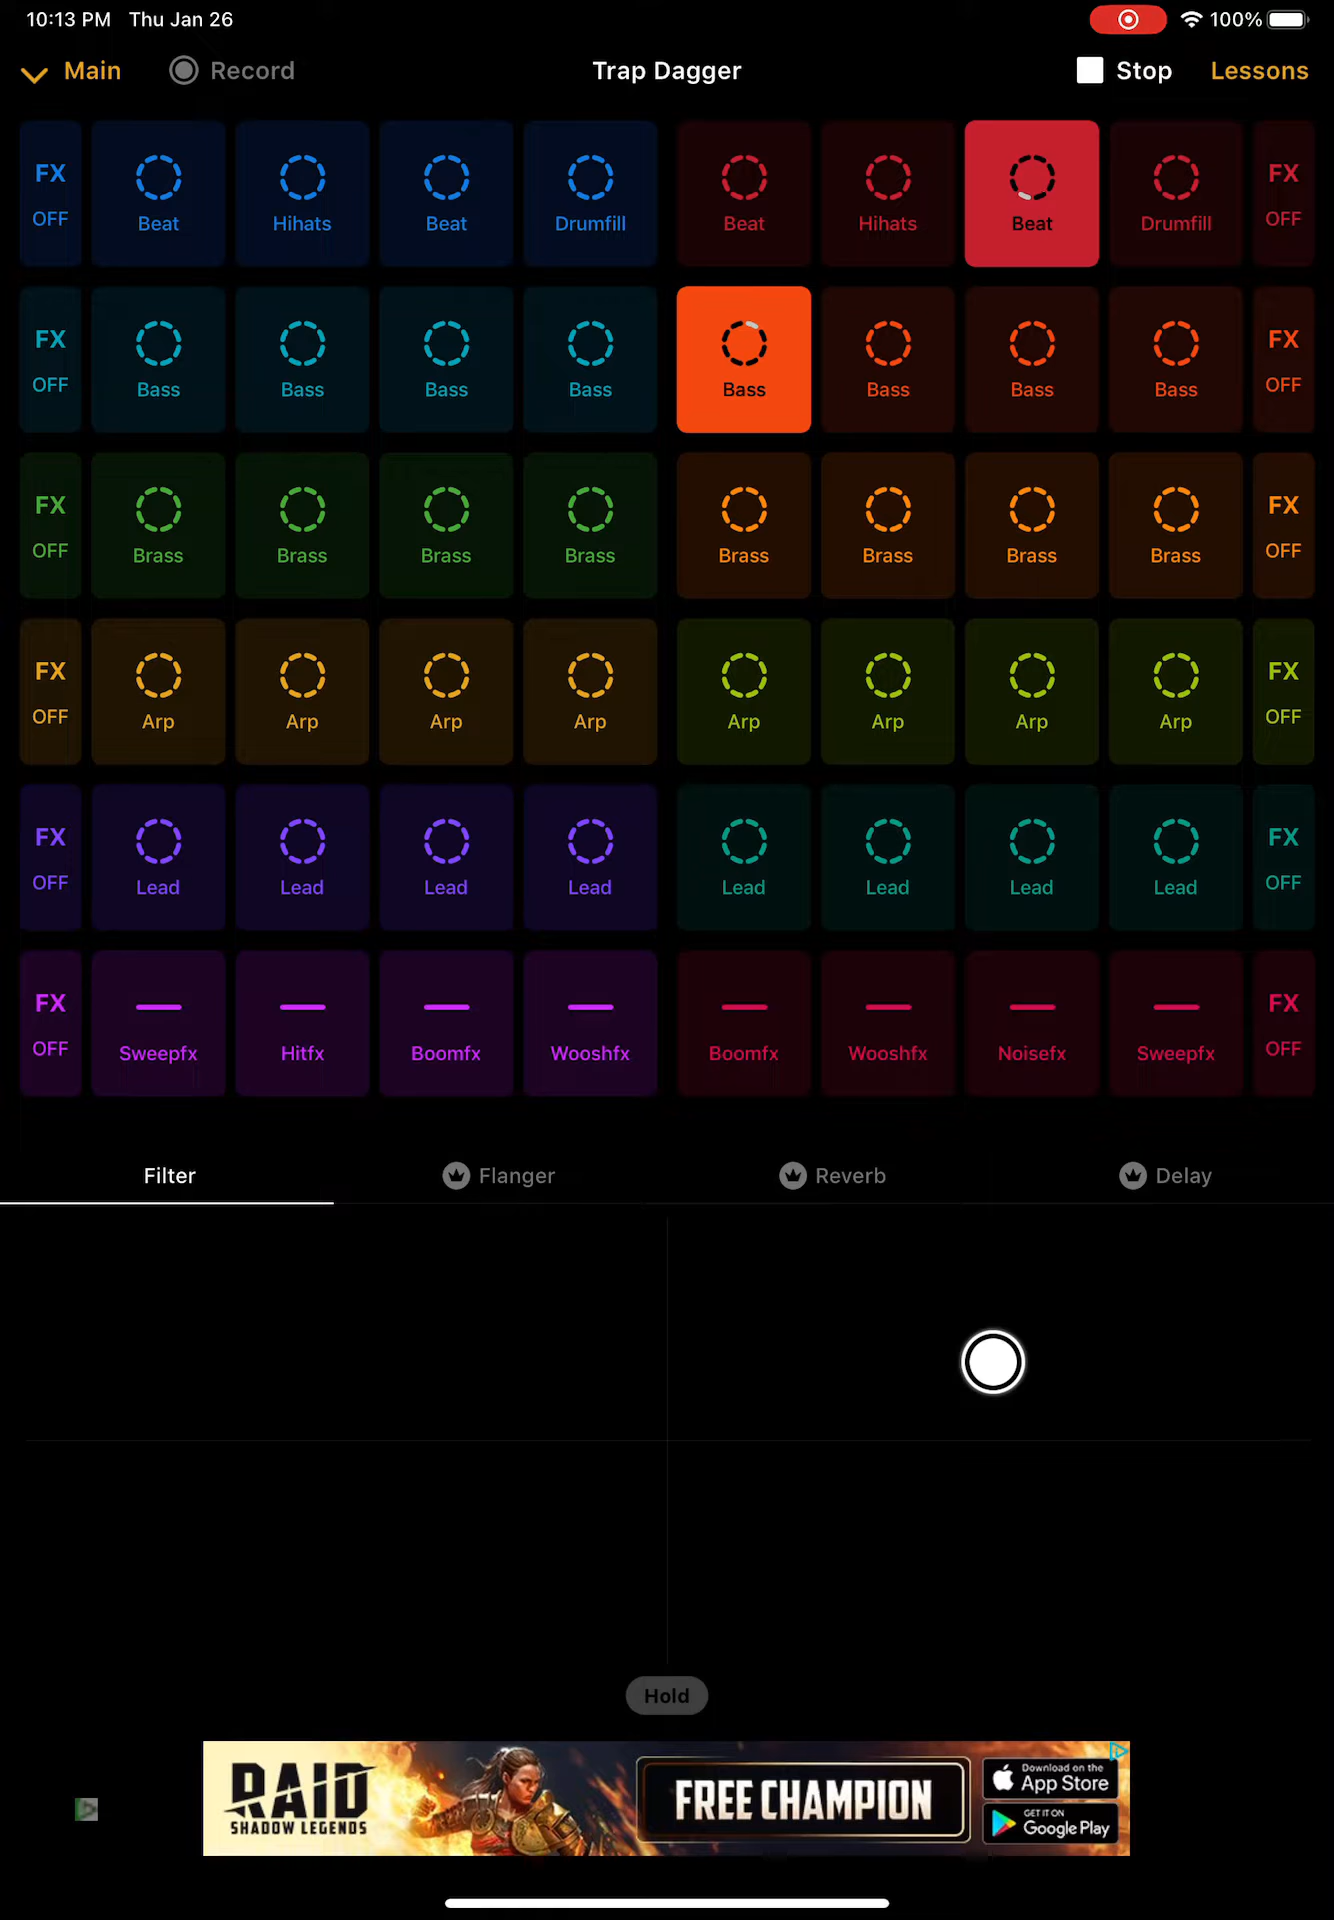 10:13 PM Thu Jan 26 100%
Main Record Trap Dagger Stop Lessons
FX Beat Hihats Beat Drumfill Beat Hihats Beat Drumfill FX
OFF OFF
FX Bass Bass Bass Bass Bass Bass Bass Bass FX
OFF OFF
FX Brass Brass Brass Brass Brass Brass Brass Brass FX
OFF OFF
FX Arp Arp Arp Arp Arp Arp Arp Arp FX
OFF OFF
FX Lead Lead Lead Lead Lead Lead Lead Lead FX
OFF OFF
FX Sweepfx Hitfx Boomfx Wooshfx Boomfx Wooshfx Noisefx Sweepfx FX
OFF OFF
Filter Flanger Reverb Delay
Hold
RAID
SHADOW LEGENDS
FREE CHAMPION
Download on the
App Store
GET IT ON
Google Play